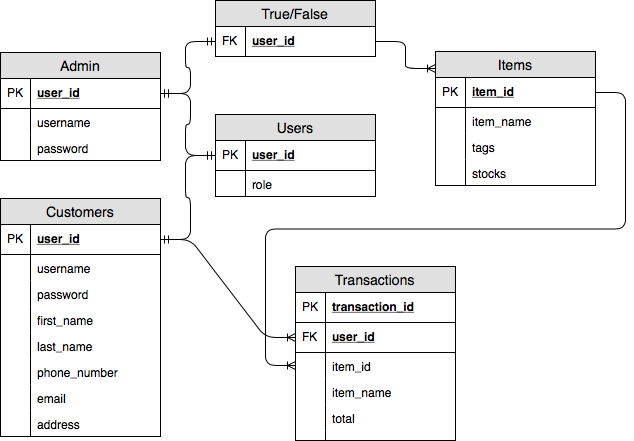 True/False
FK user_id
Admin
PK user_id
username
password
Items
PK item_id
item_name
tags
stocks
Users
PK user_id
role
Customers
PK user_id
username
password
first_name
last_name
phone_number
email
address
Transactions
PK transaction_id
FK user_id
item_id
item_name
total